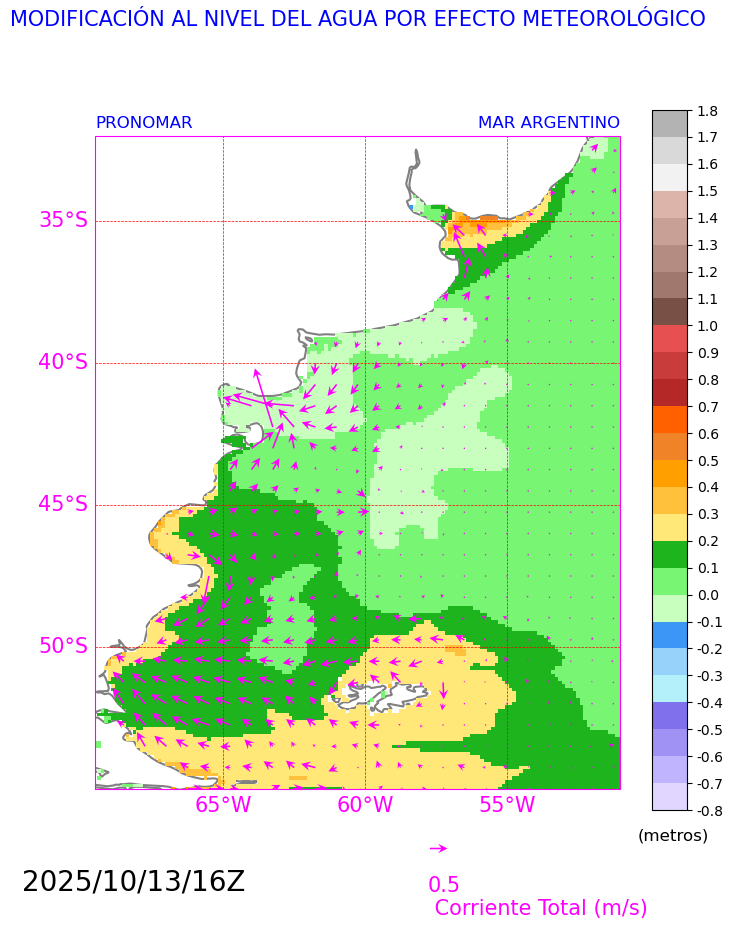 MODIFICACIÓN AL NIVEL DEL AGUA POR EFECTO METEOROLÓGICO
PRONOMAR
MAR ARGENTINO
35°S
40°S
45°S
50°S
65°W
60°W
55°W
1.8
1.7
1.6
1.5
1.4
1.3
1.2
1.1
1.0
0.9
0.8
0.7
0.6
0.5
0.4
0.3
0.2
0.1
0.0
-0.1
-0.2
-0.3
-0.4
-0.5
-0.6
-0.7
-0.8
(metros)
2025/10/13/16Z
0.5
Corriente Total (m/s)